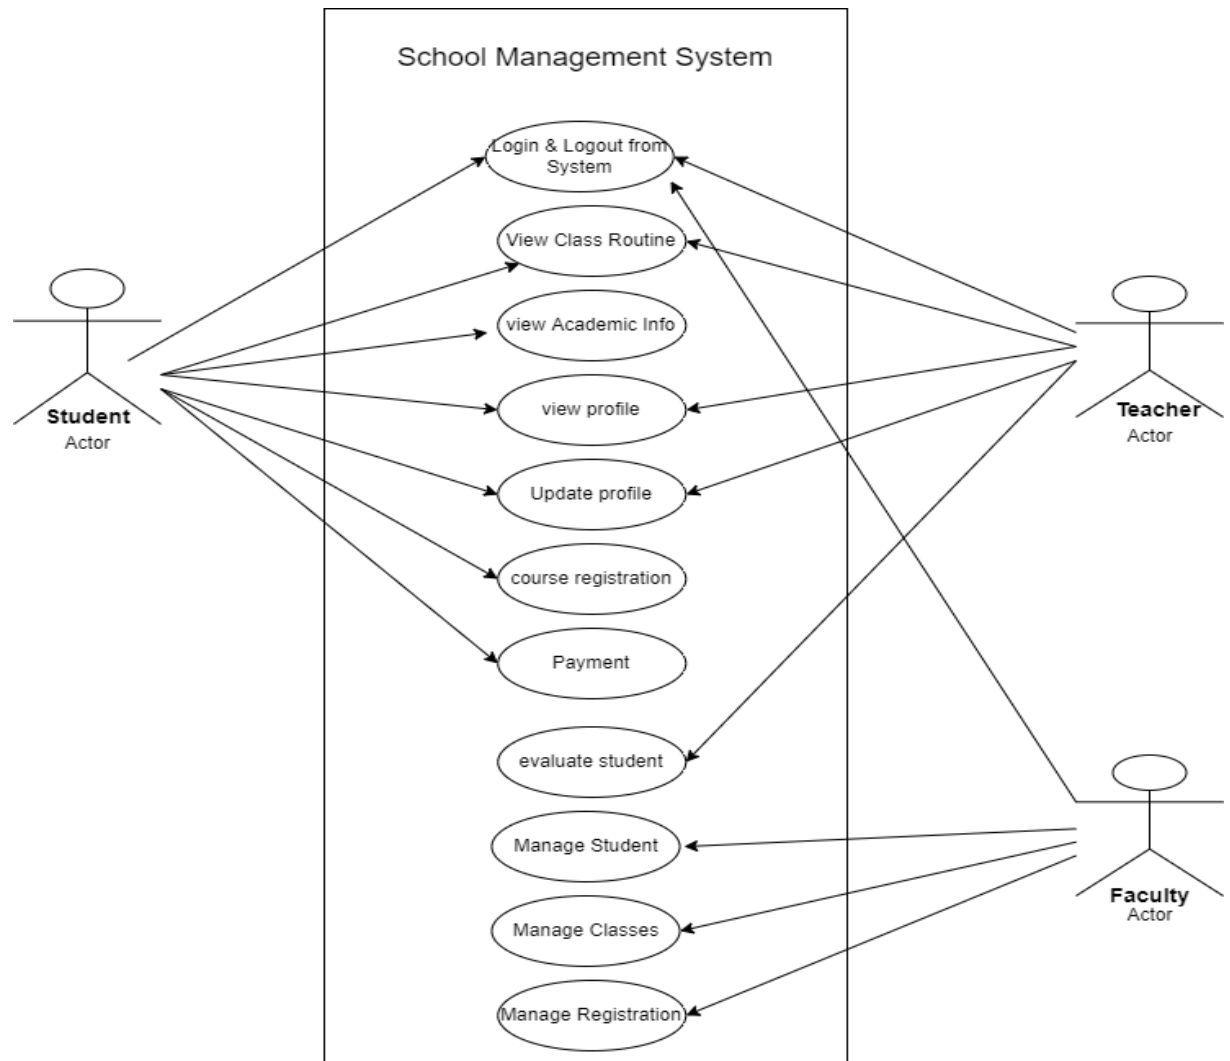 School Management System
Login & Logout from
System
View Class Routine
view Academic Info
view profile
Update profile
course registration
Payment
evaluate student
Manage Student
Manage Classes
Manage Registration
Student
Actor
Teacher
Actor
Faculty
Actor